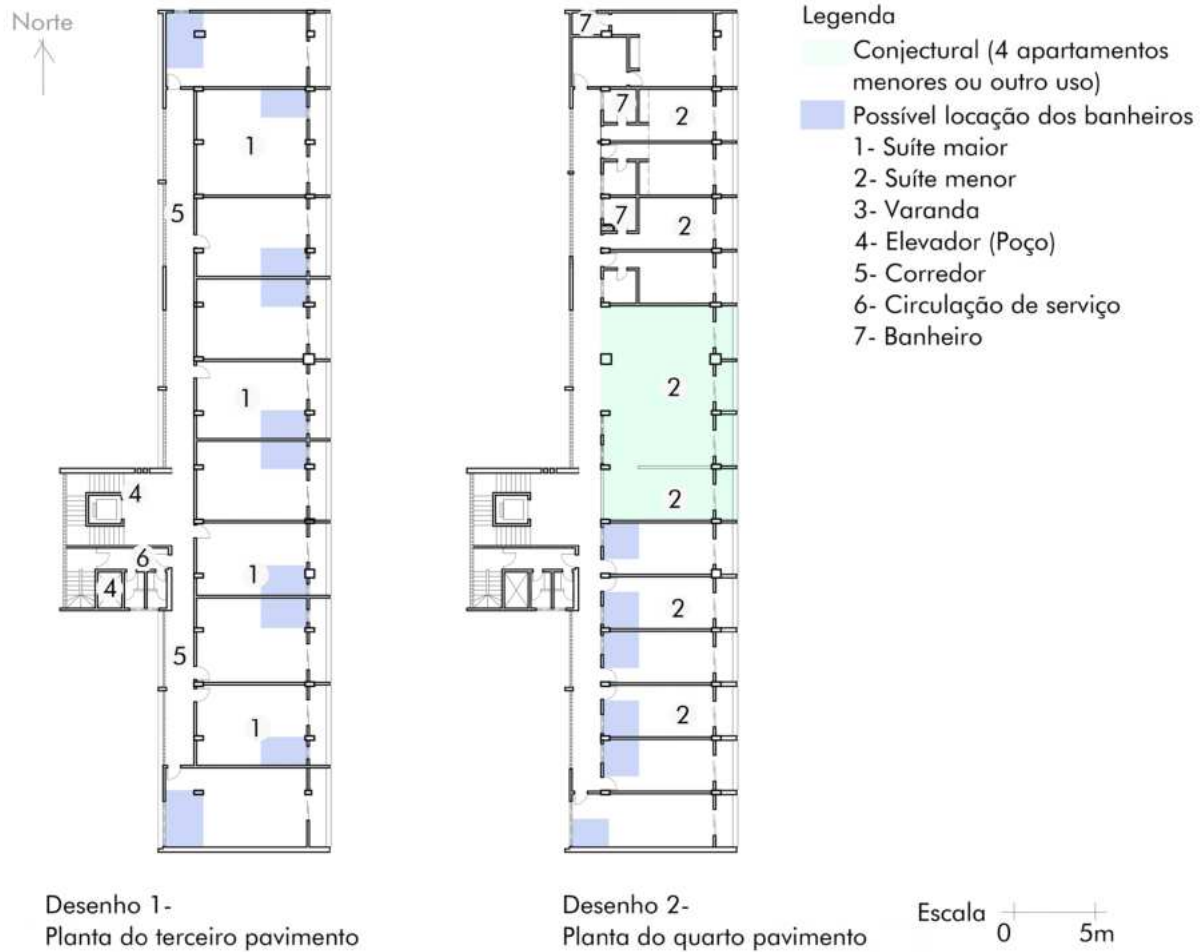 Norte
7
1
5
7
2
7
2
1
2
4
2
6
4
1
2
5
1
2
Legenda
Conjectural (4 apartamentos
menores ou outro uso)
Possível locação dos banheiros
1- Suíte maior
2- Suíte menor
3- Varanda
4- Elevador (Poço)
5- Corredor
6- Circulação de serviço
7- Banheiro
Desenho 1-
Planta do terceiro pavimento
Desenho 2-
Planta do quarto pavimento
Escala
0 5m